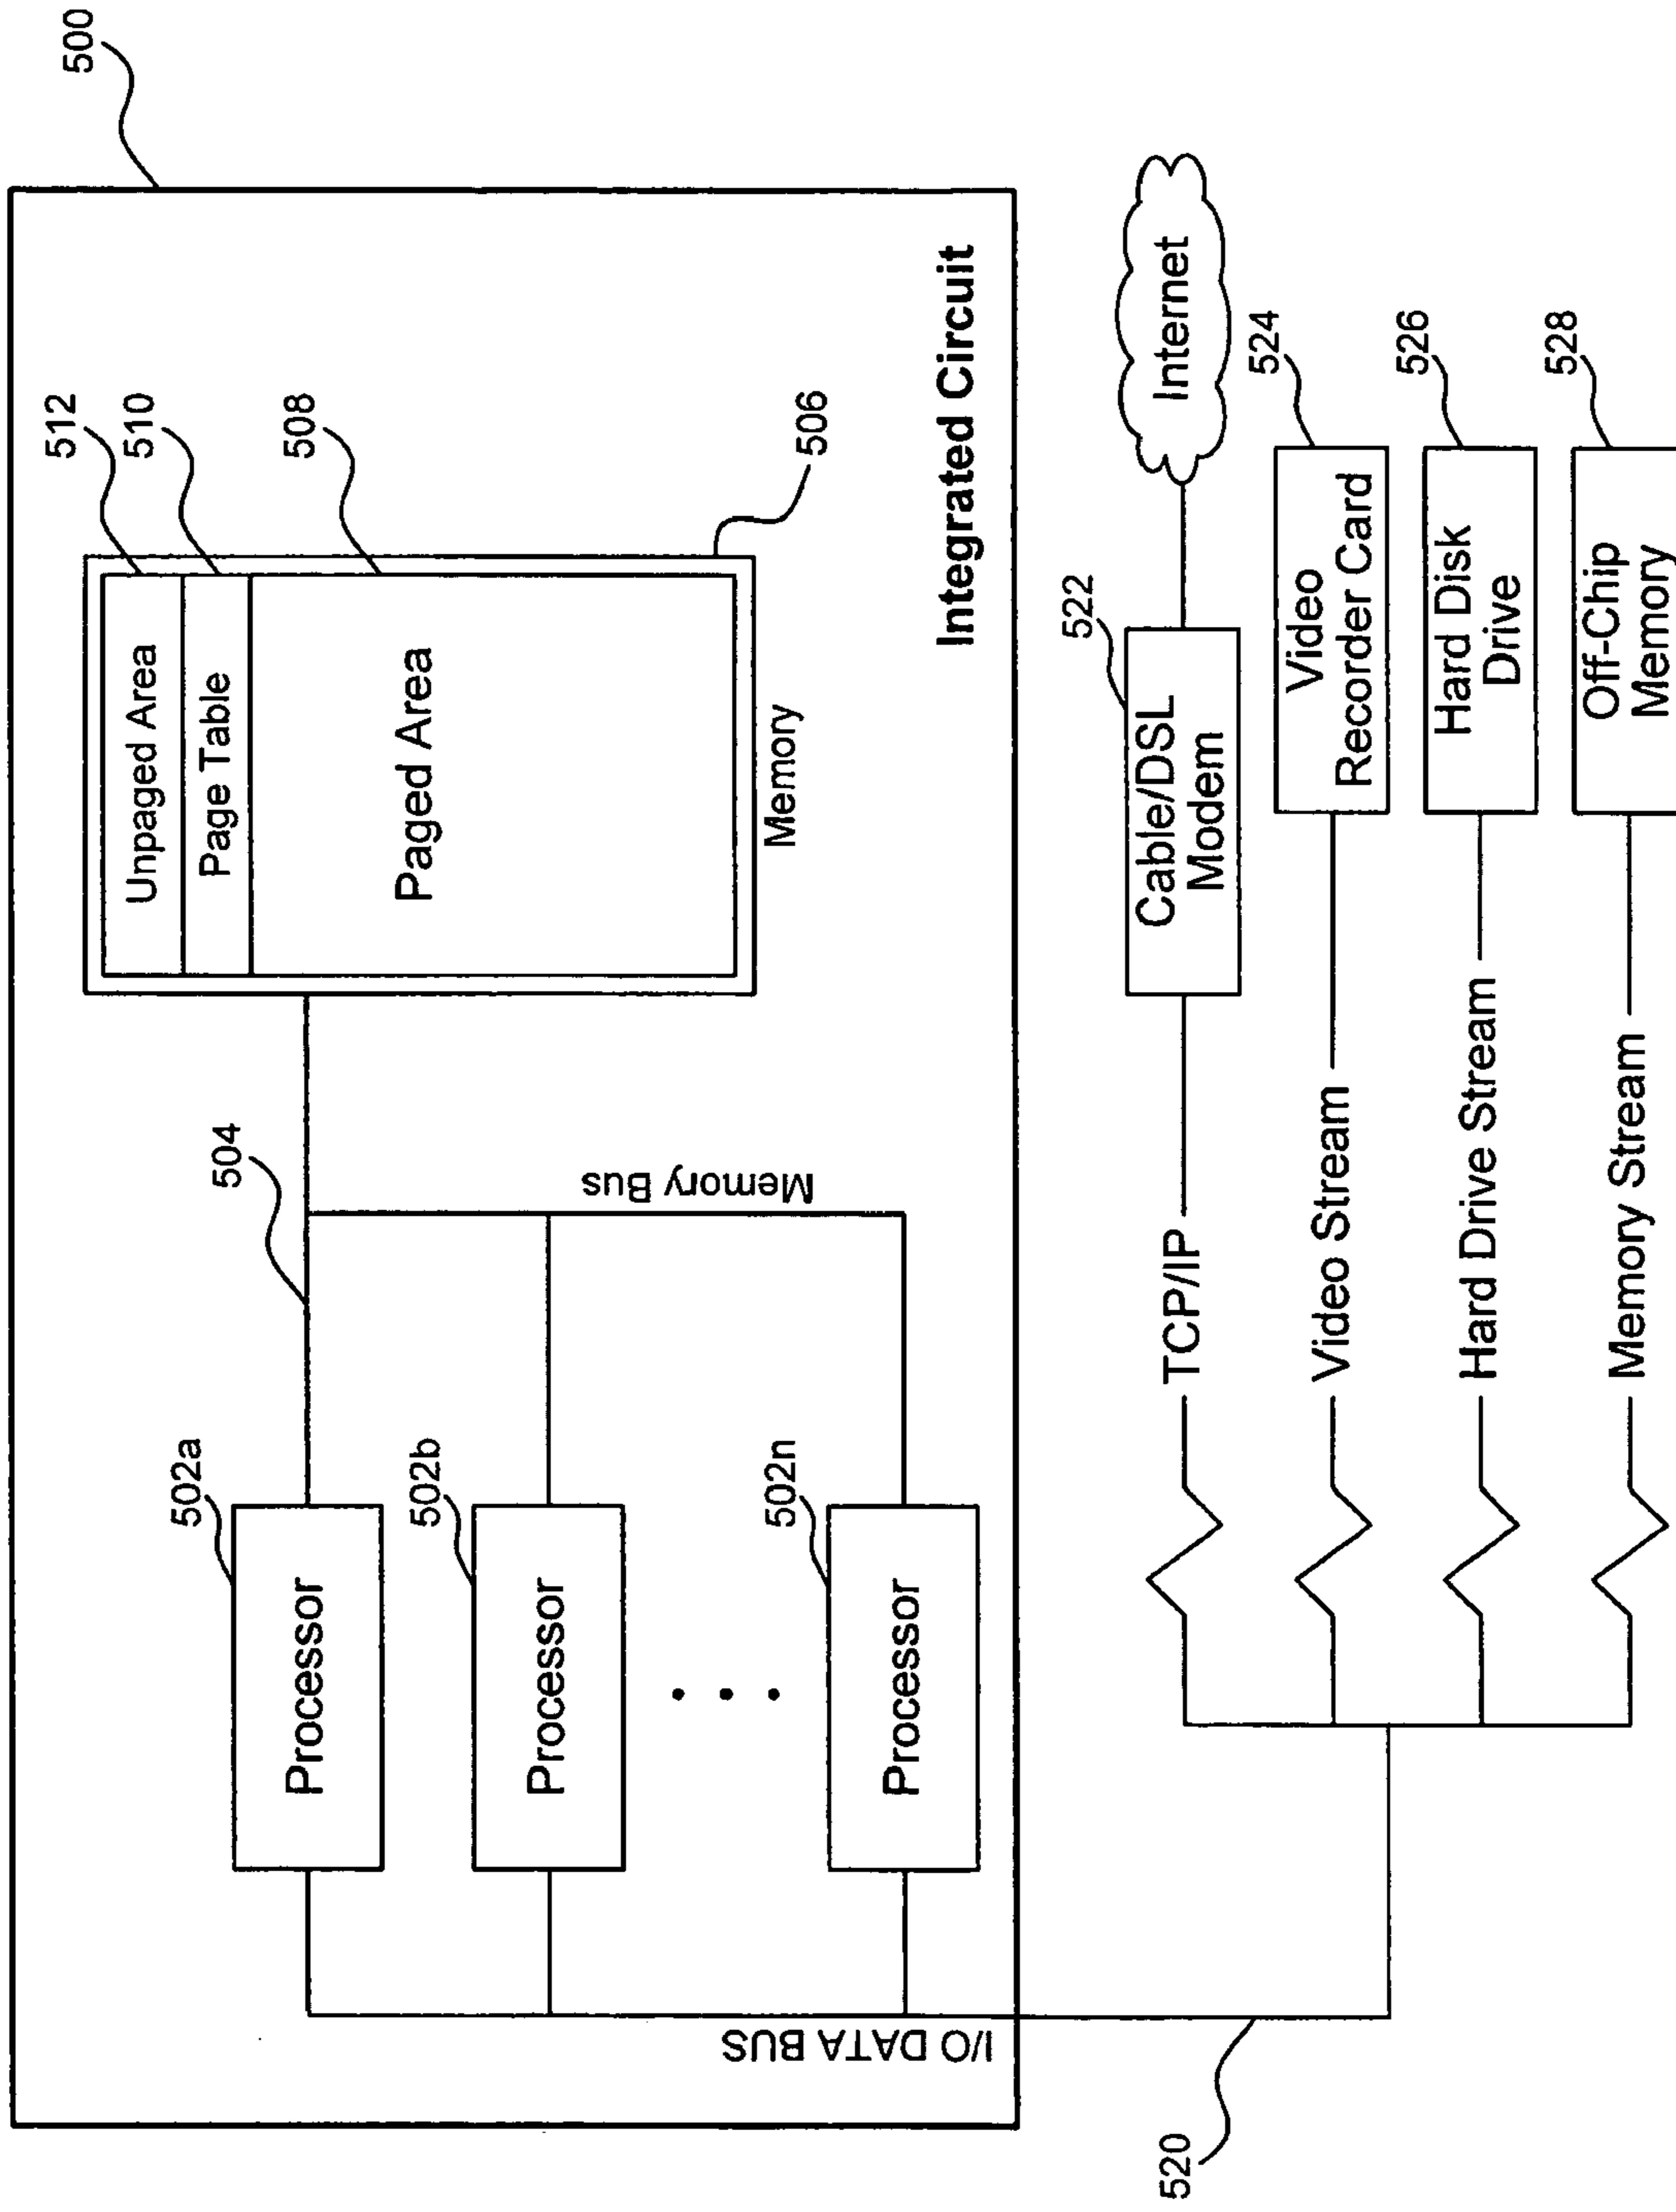 500
512
510
508
506
Unpaged Area
Page Table
Paged Area
Memory
504
Memory Bus
502a
Processor
502b
Processor
502n
Processor
I/O DATA BUS
Integrated Circuit
520
TCP/IP
522
Cable/DSL
Modem
Internet
Video Stream
524
Video
Recorder Card
Hard Drive Stream
526
Hard Disk
Drive
Memory Stream
528
Off-Chip
Memory